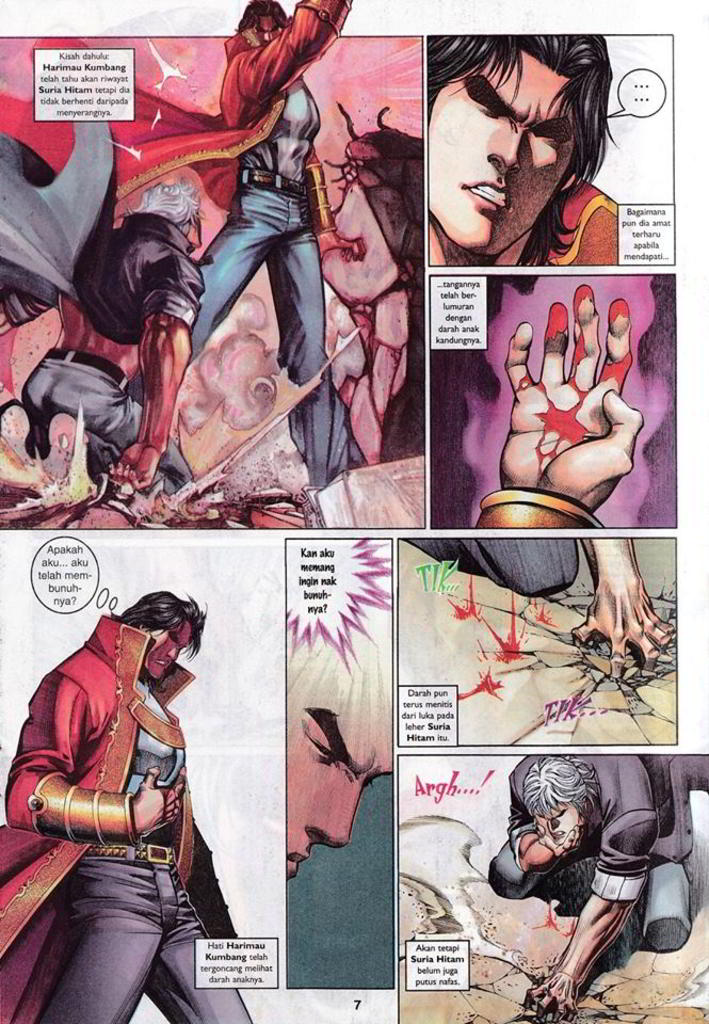 Kisah dahulu:
Harimau Kumbang
telah tahu akan riwayat
Suria Hitam tetapi dia
tidak berhenti daripada
menyerangnya.
...
...
Bagaimana
pun dia amat
terharu
apabila
mendapati...
...tangannya
telah ber-
lumuran
dengan
darah anak
kandungnya.
Apakah
aku... aku
telah mem-
bunuh-
nya?
Kan aku
memang
ingin nak
bunuh-
nya?
TIK...
Darah pun
terus menitis
dari luka pada
leher Suria
Hitam itu.
TIK....
Argh....!
Hati Harimau
Kumbang telah
tergoncang melihat
darah anaknya.
Akan tetapi
Suria Hitam
belum juga
putus nafas.
7